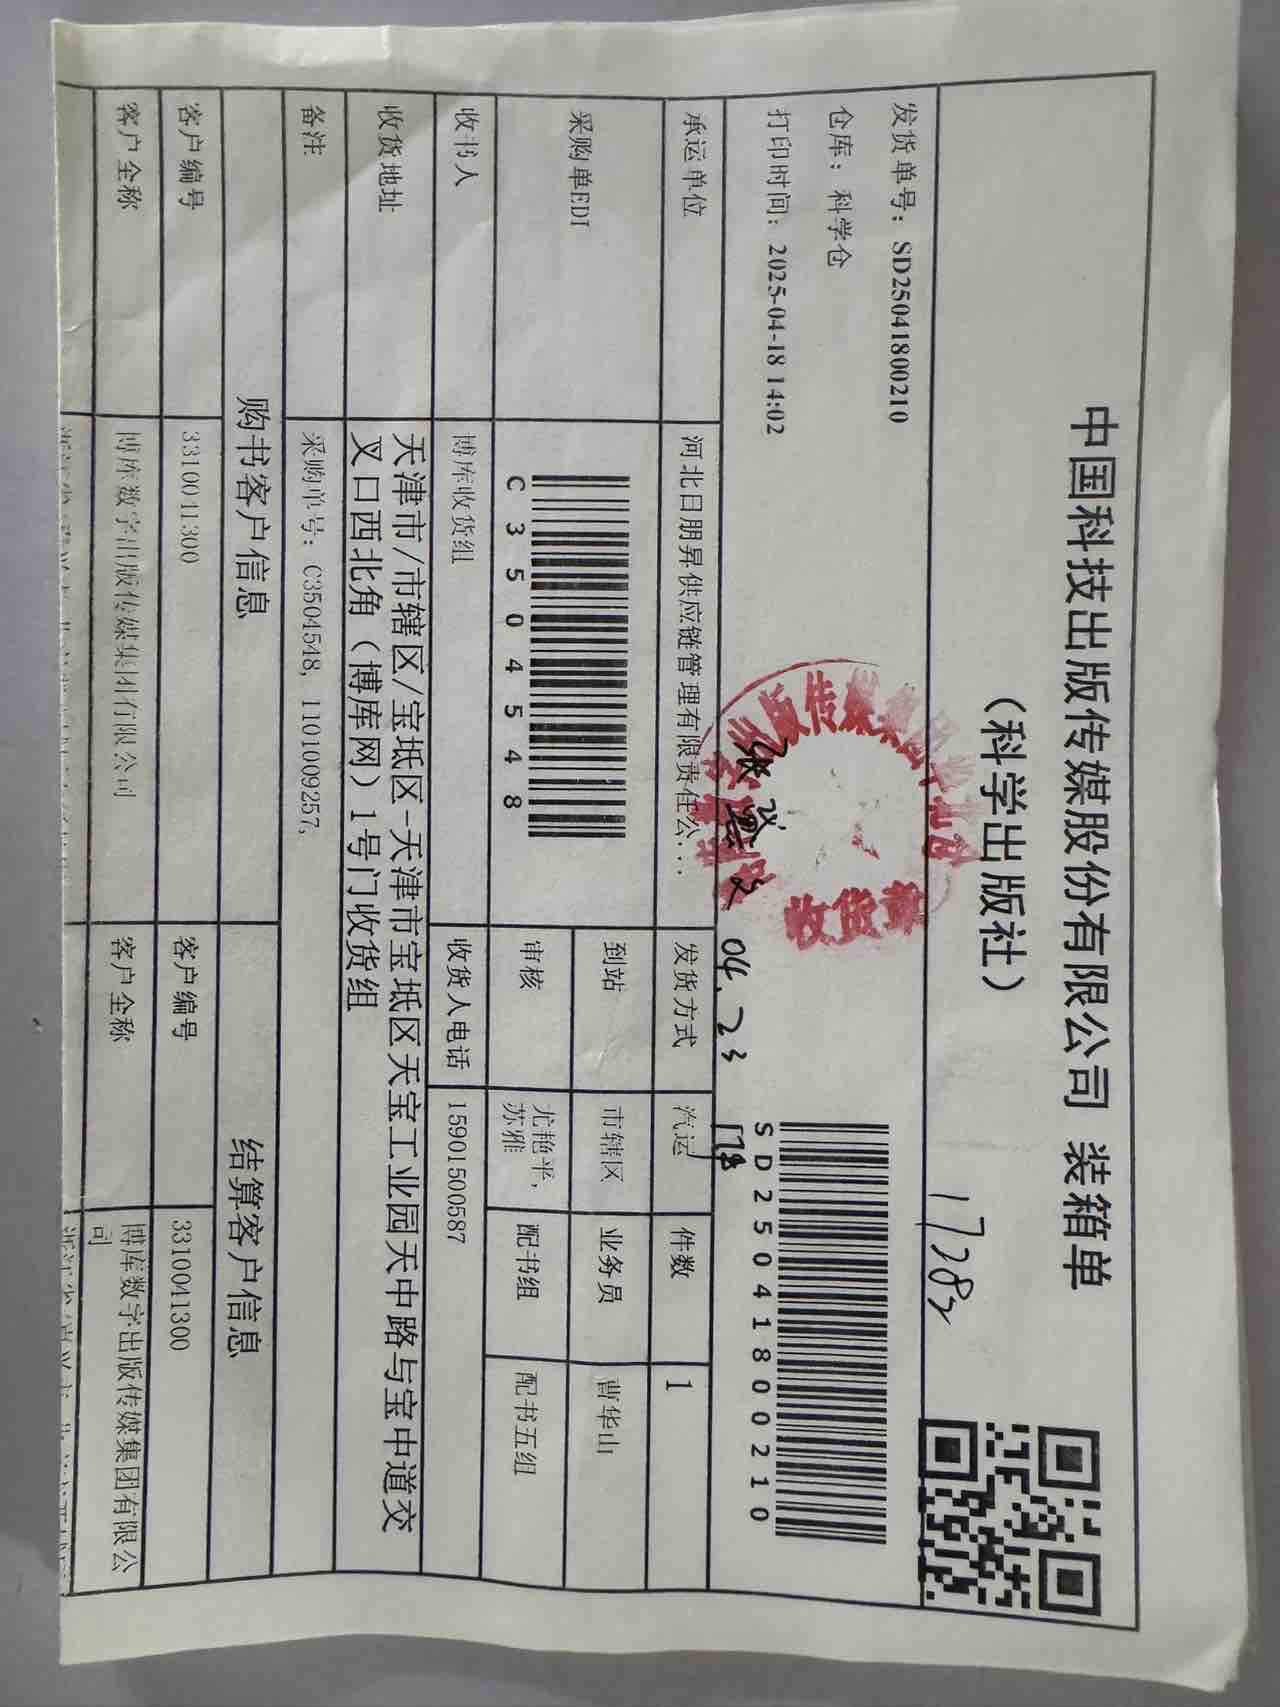 中国科技出版传媒股份有限公司 装箱单
（科学出版社）
17283
发货单号：SD2504180​0210
仓库：科学仓
打印时间：2025-04-18 14:02
SD25041800210
收货章
04.23
承运单位 河北日朋昇供应链管理有限责任公... 发货方式 汽运 件数 1
采购单EDI 到站 市辖区 业务员 曹华山
C3504548 审核 尤艳平，苏雅 配书组 配书五组
收书人 博库收货组 收货人电话 15901500587
收货地址 天津市/市辖区/宝坻区-天津市宝坻区天宝工业园天中路与宝中道交
叉口西北角（博库网）1号门收货组
备注 采购单号：C3504548, 1101009257,
购书客户信息 结算客户信息
客户编号 3310041300 客户编号 3310041300
客户全称 博库数字出版传媒集团有限公司 客户全称 博库数字出版传媒集团有限公
司